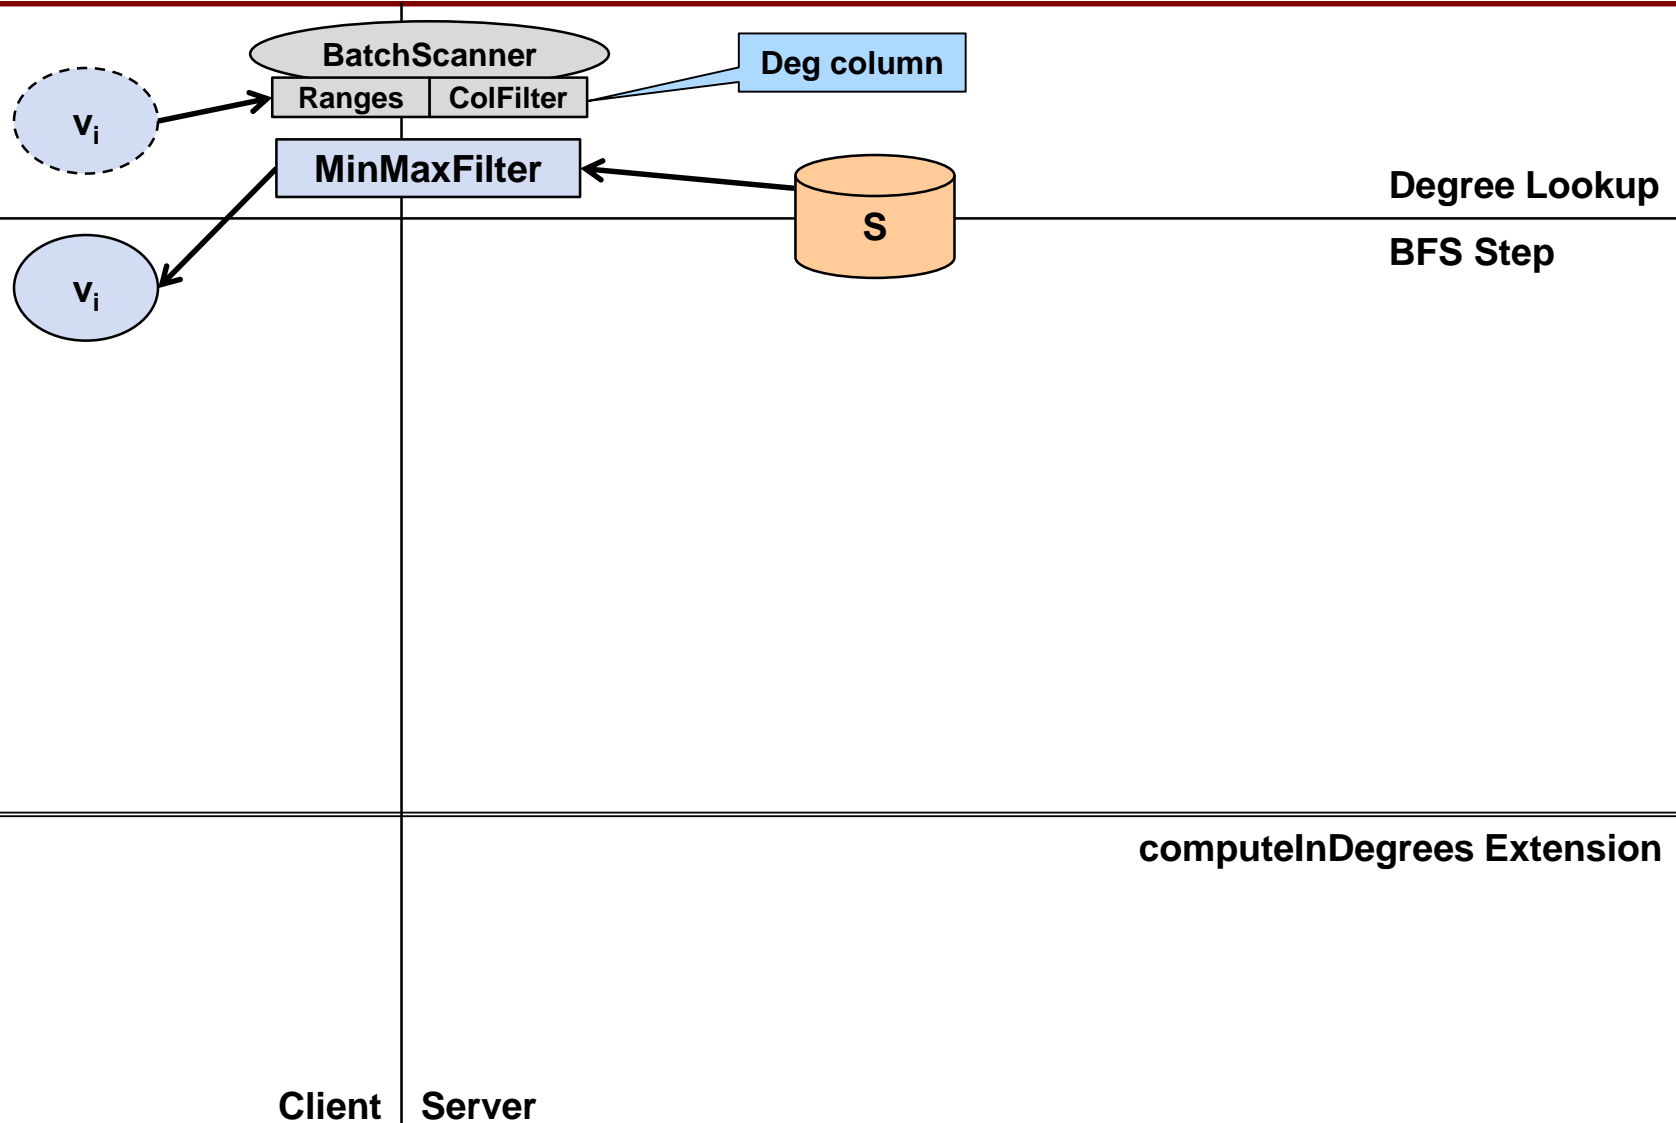 BatchScanner
Deg column
Ranges ColFilter
vi
MinMaxFilter
Degree Lookup
S
BFS Step
vi
computeInDegrees Extension
Client Server